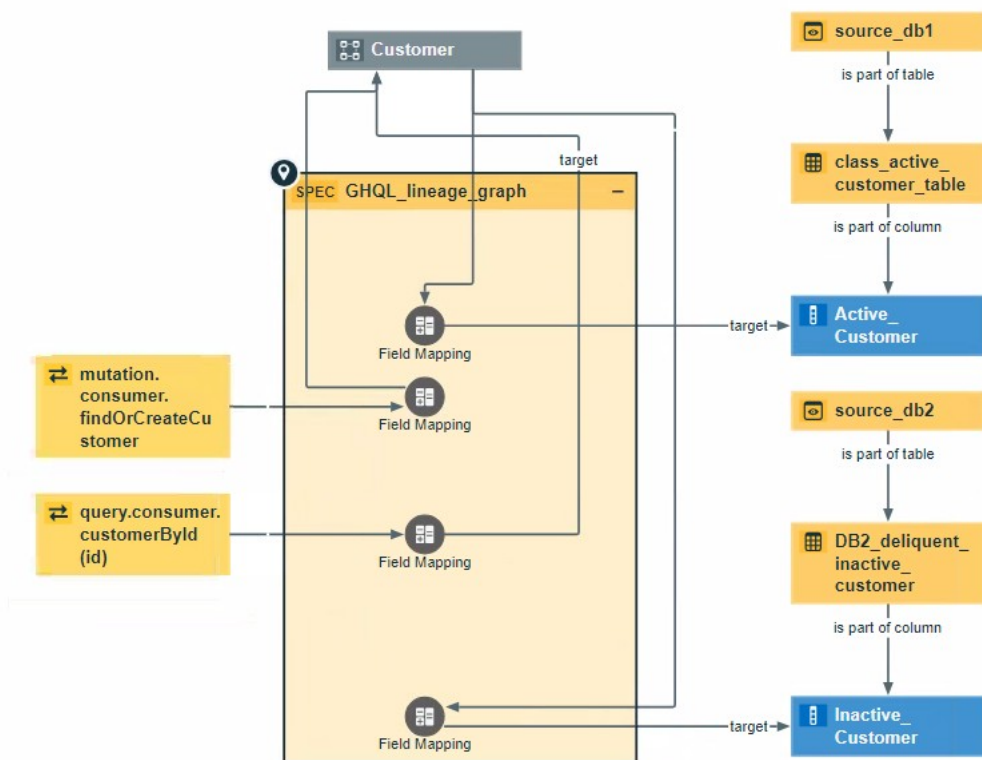 Customer
source_db1
is part of table
target
class_active_
customer_table
SPEC GHQL_lineage_graph
is part of column
Active_
Customer
target
Field Mapping
mutation.
consumer.
findOrCreateCu
stomer
Field Mapping
source_db2
is part of table
query.consumer.
customerById
(id)
Field Mapping
DB2_deliquent_
inactive_
customer
is part of column
Inactive_
Customer
target
Field Mapping